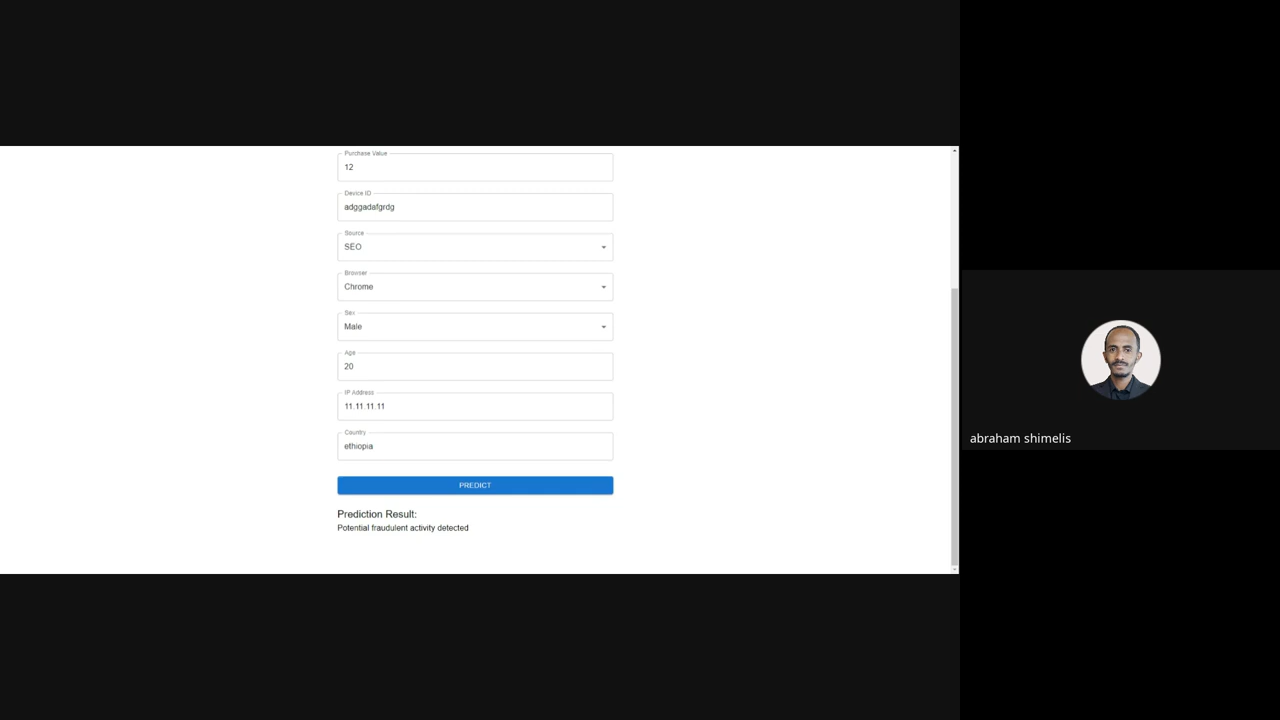 Purchase Value
12
Device ID
adggadafgrdg
Source
SEO
Browser
Chrome
Sex
Male
Age
20
IP Address
11.11.11.11
Country
ethiopia
PREDICT
Prediction Result:
Potential fraudulent activity detected
abraham shimelis